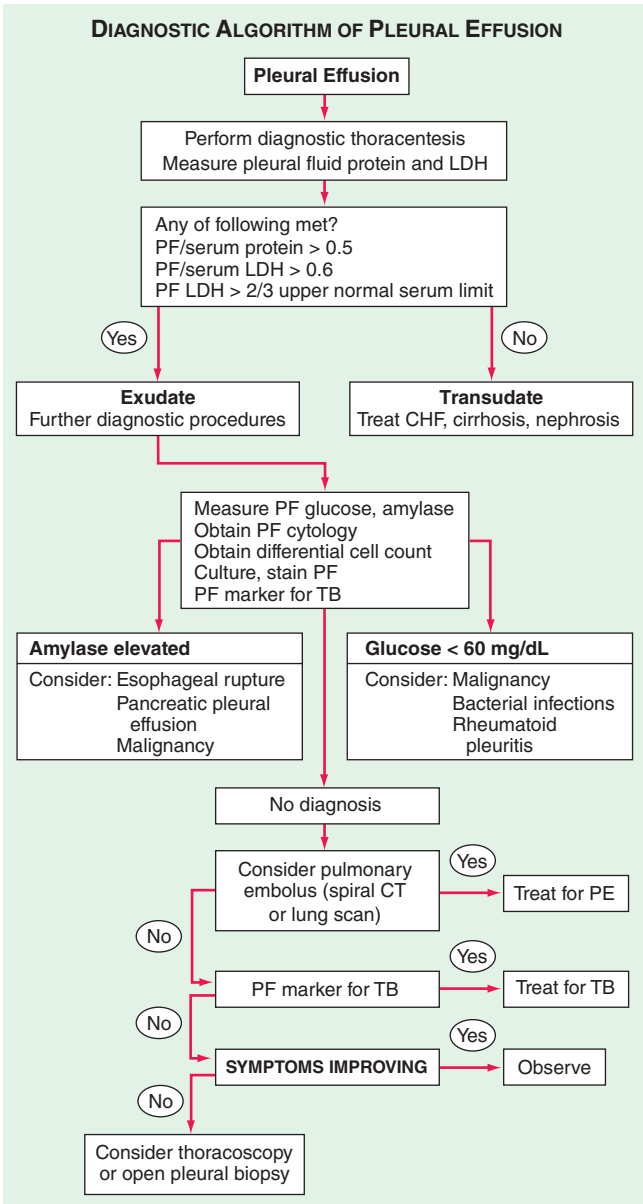 DIAGNOSTIC ALGORITHM OF PLEURAL EFFUSION
Pleural Effusion
Perform diagnostic thoracentesis
Measure pleural fluid protein and LDH
Any of following met?
PF/serum protein > 0.5
PF/serum LDH > 0.6
PF LDH > 2/3 upper normal serum limit
Yes
No
Exudate
Further diagnostic procedures
Transudate
Treat CHF, cirrhosis, nephrosis
Measure PF glucose, amylase
Obtain PF cytology
Obtain differential cell count
Culture, stain PF
PF marker for TB
Amylase elevated
Consider: Esophageal rupture
Pancreatic pleural
effusion
Malignancy
Glucose < 60 mg/dL
Consider: Malignancy
Bacterial infections
Rheumatoid
pleuritis
No diagnosis
Consider pulmonary
embolus (spiral CT
or lung scan)
Yes
Treat for PE
No
PF marker for TB
Yes
Treat for TB
No
SYMPTOMS IMPROVING
Yes
Observe
No
Consider thoracoscopy
or open pleural biopsy